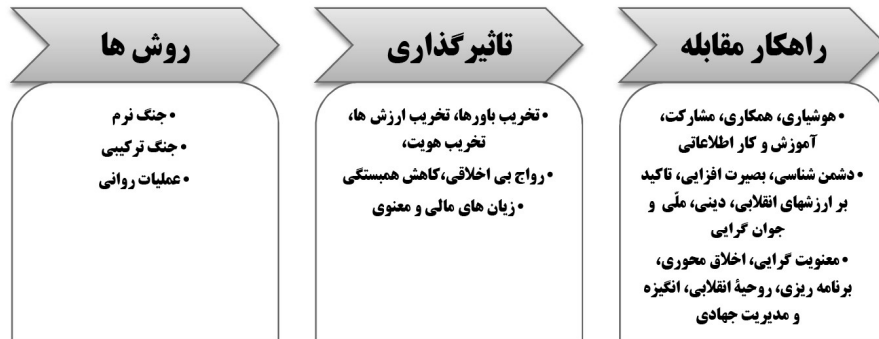 راهکار مقابله
•هوشیاری، همکاری، مشارکت،
آموزش و کار اطلاعاتی
•دشمن شناسی، بصیرت افزایی، تاکید
بر ارزشهای انقلابی، دینی، ملّی و
جوان گرایی
•معنویت گرایی، اخلاق محوری،
برنامه ریزی، روحیهٔ انقلابی، انگیزه
و مدیریت جهادی
تاثیرگذاری
•تخریب باورها، تخریب ارزش ها،
تخریب هویت،
•رواج بی اخلاقی،کاهش همبستگی
•زیان های مالی و معنوی
روش ها
•جنگ نرم
•جنگ ترکیبی
•عملیات روانی